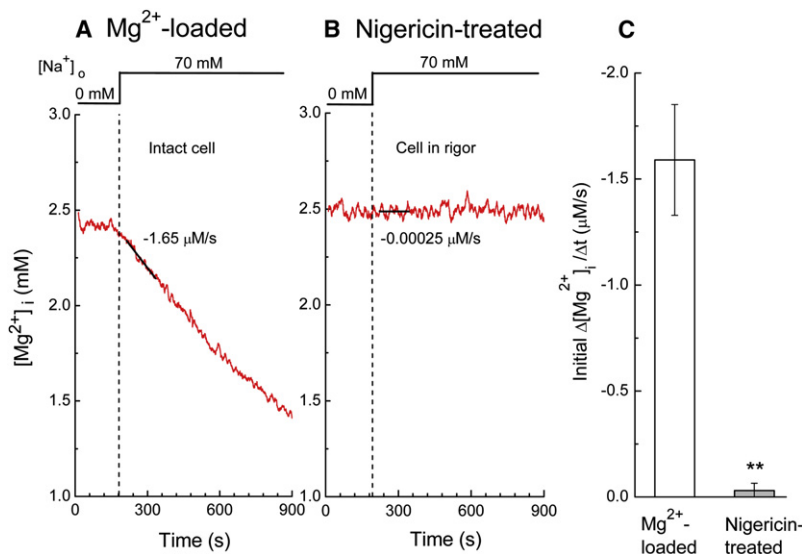 A Mg2+-loaded
B Nigericin-treated
C
[Na+]o
70 mM
0 mM
70 mM
0 mM
3.0
2.5
2.0
1.5
1.0
[Mg2+]i (mM)
Intact cell
-1.65 μM/s
0 300 600 900
Time (s)
3.0
2.5
2.0
1.5
1.0
Cell in rigor
-0.00025 μM/s
0 300 600 900
Time (s)
-2.0
-1.5
-1.0
-0.5
0.0
Initial Δ[Mg2+]i/Δt (μM/s)
**
Mg2+-
loaded
Nigericin-
treated